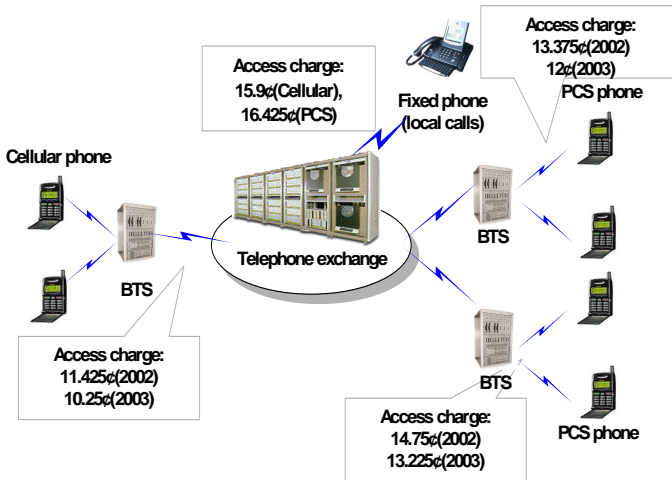 Access charge:
15.9¢(Cellular),
16.425¢(PCS)
Fixed phone
(local calls)
Access charge:
13.375¢(2002)
12¢(2003)
PCS phone
Cellular phone
BTS
Telephone exchange
BTS
Access charge:
11.425¢(2002)
10.25¢(2003)
BTS
Access charge:
14.75¢(2002)
13.225¢(2003)
PCS phone